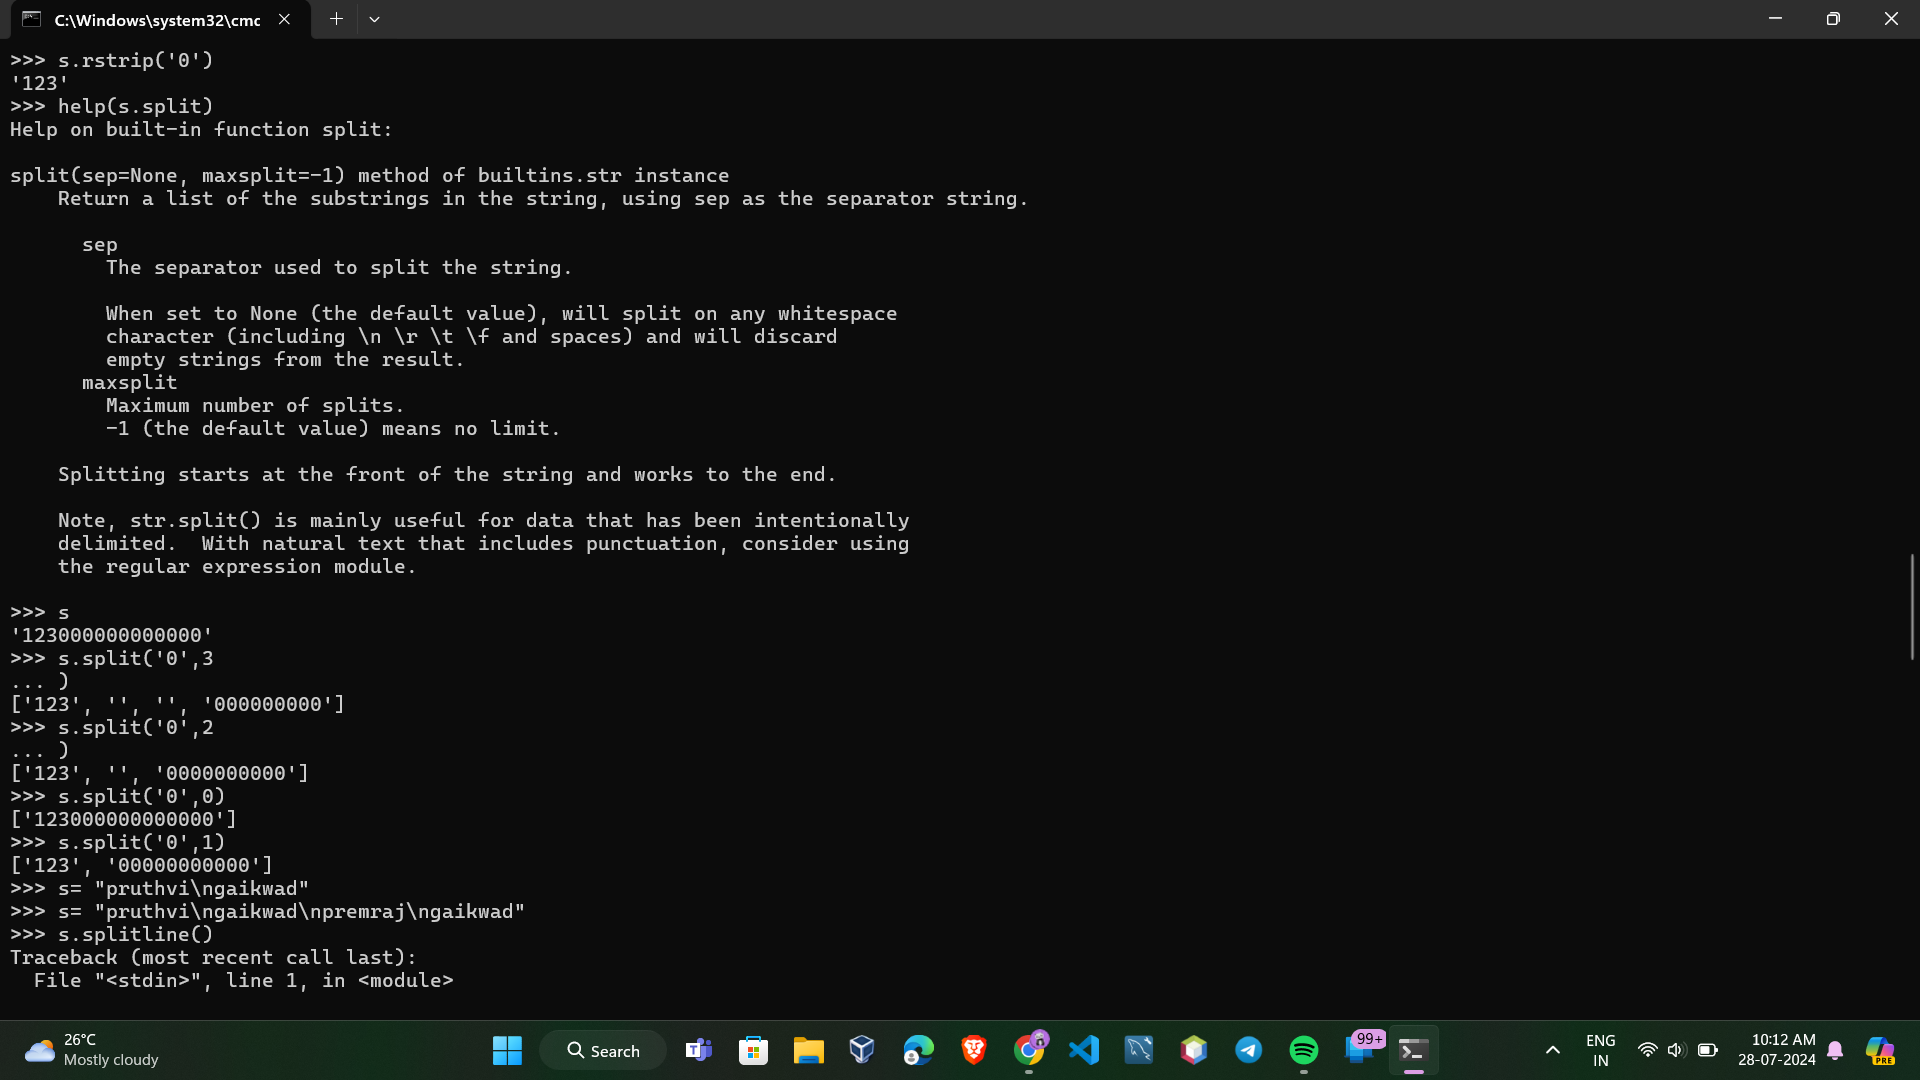 C:\Windows\system32\cmc
>>> s.rstrip('0')
'123'
>>> help(s.split)
Help on built-in function split:
split(sep=None, maxsplit=-1) method of builtins.str instance
    Return a list of the substrings in the string, using sep as the separator string.
      sep
        The separator used to split the string.
        When set to None (the default value), will split on any whitespace
        character (including \n \r \t \f and spaces) and will discard
        empty strings from the result.
      maxsplit
        Maximum number of splits.
        -1 (the default value) means no limit.
    Splitting starts at the front of the string and works to the end.
    Note, str.split() is mainly useful for data that has been intentionally
    delimited.  With natural text that includes punctuation, consider using
    the regular expression module.
>>> s
'123000000000000'
>>> s.split('0',3
... )
['123', '', '', '000000000']
>>> s.split('0',2
... )
['123', '', '0000000000']
>>> s.split('0',0)
['123000000000000']
>>> s.split('0',1)
['123', '00000000000']
>>> s= "pruthvi\ngaikwad"
>>> s= "pruthvi\ngaikwad\npremraj\ngaikwad"
>>> s.splitline()
Traceback (most recent call last):
  File "<stdin>", line 1, in <module>
26°C
Mostly cloudy
Search
99+
ENG
IN
10:12 AM
28-07-2024
PRE